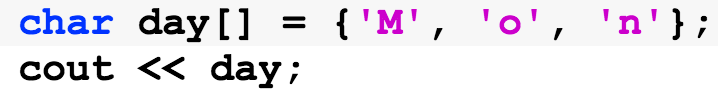 char day[] = {'M', 'o', 'n'};
cout << day;